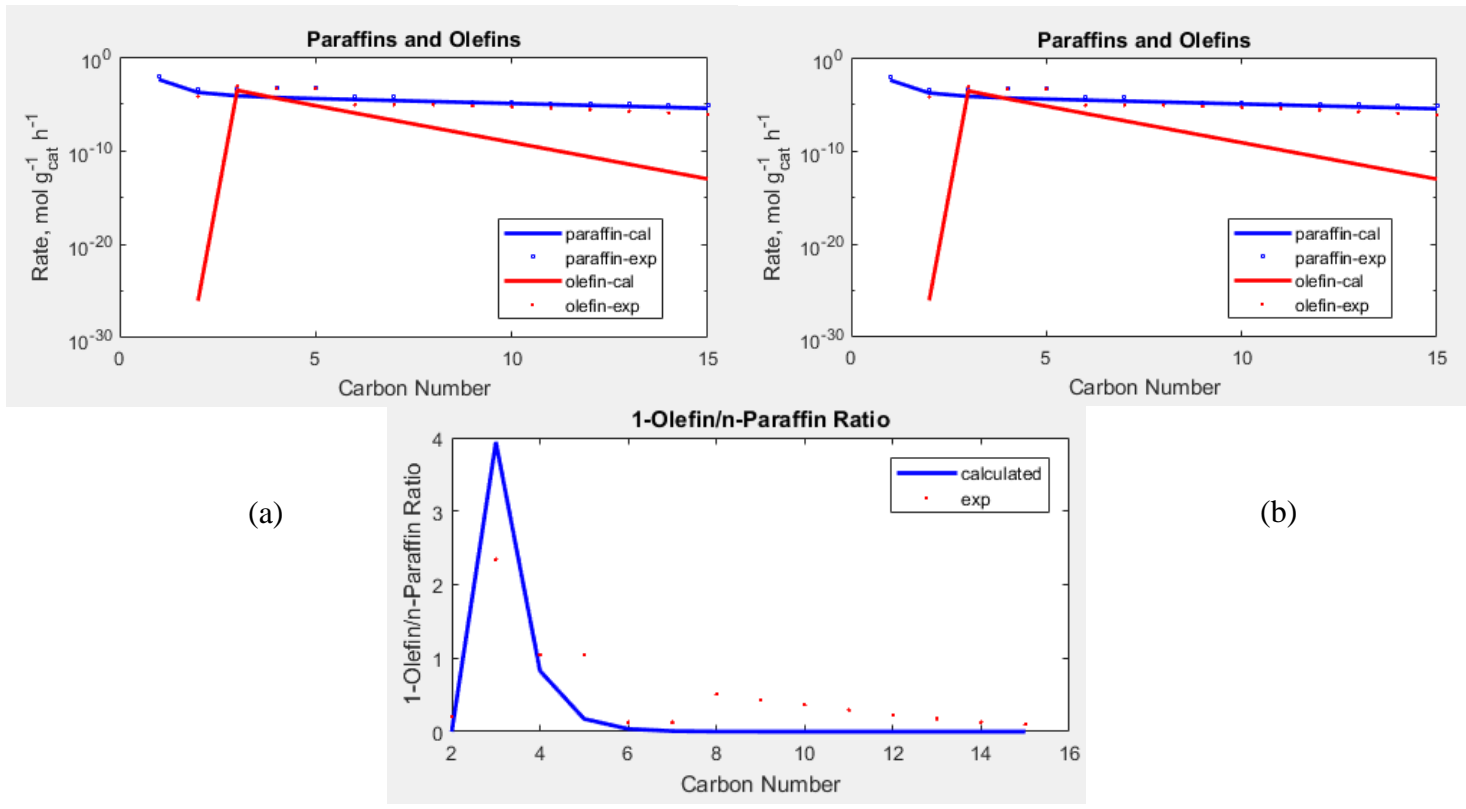 Paraffins and Olefins
10^0
10^-10
10^-20
10^-30
Rate, mol g^-1_cat h^-1
paraffin-cal
paraffin-exp
olefin-cal
olefin-exp
0 5 10 15
Carbon Number
Paraffins and Olefins
10^0
10^-10
10^-20
10^-30
Rate, mol g^-1_cat h^-1
paraffin-cal
paraffin-exp
olefin-cal
olefin-exp
0 5 10 15
Carbon Number
(a)
1-Olefin/n-Paraffin Ratio
4
3
2
1
0
1-Olefin/n-Paraffin Ratio
calculated
exp
2 4 6 8 10 12 14 16
Carbon Number
(b)